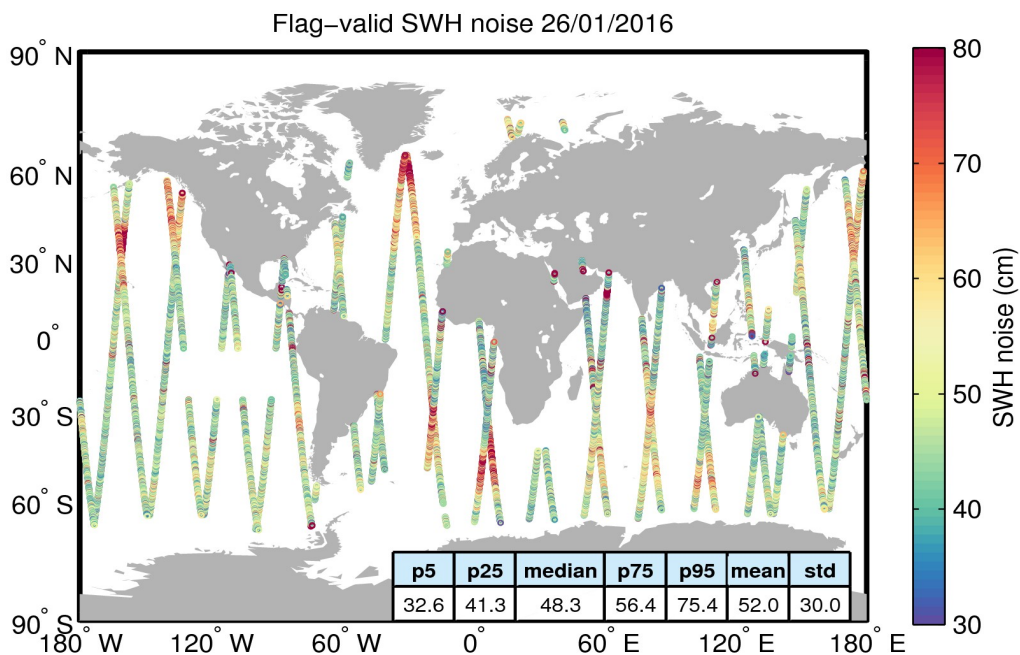 Flag−valid SWH noise 26/01/2016
90° N
60° N
30° N
0°
30° S
60° S
90° S
180° W
120° W
60° W
0°
60° E
120° E
180° E
80
70
60
50
40
30
SWH noise (cm)
p5 p25 median p75 p95 mean std
32.6 41.3 48.3 56.4 75.4 52.0 30.0